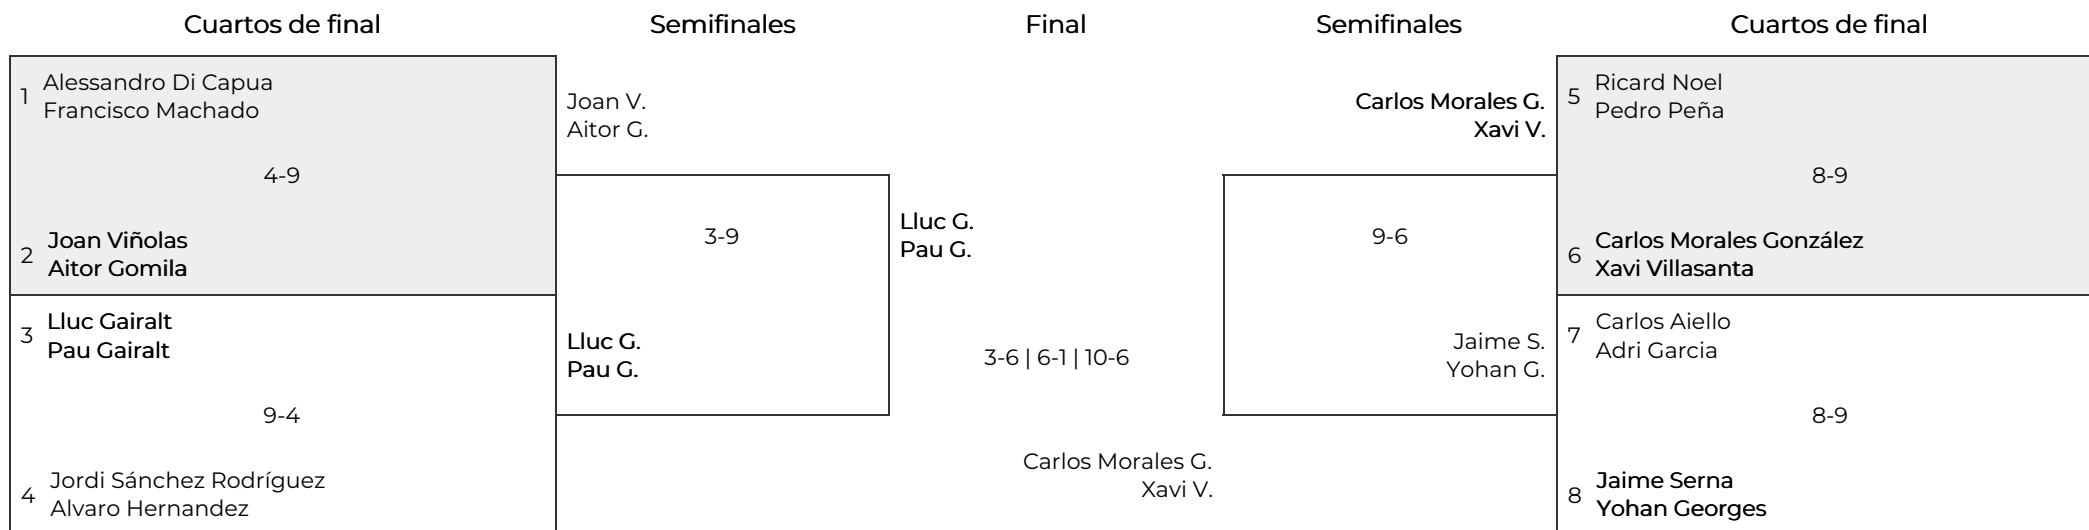 Cuartos de final
Semifinales
Final
Semifinales
Cuartos de final
1
Alessandro Di Capua
Francisco Machado
4-9
2
Joan Viñolas
Aitor Gomila
3
Lluc Gairalt
Pau Gairalt
9-4
4
Jordi Sánchez Rodríguez
Alvaro Hernandez
Joan V.
Aitor G.
3-9
Lluc G.
Pau G.
Lluc G.
Pau G.
3-6 | 6-1 | 10-6
Carlos Morales G.
Xavi V.
Carlos Morales G.
Xavi V.
9-6
Jaime S.
Yohan G.
5
Ricard Noel
Pedro Peña
8-9
6
Carlos Morales González
Xavi Villasanta
7
Carlos Aiello
Adri Garcia
8-9
8
Jaime Serna
Yohan Georges